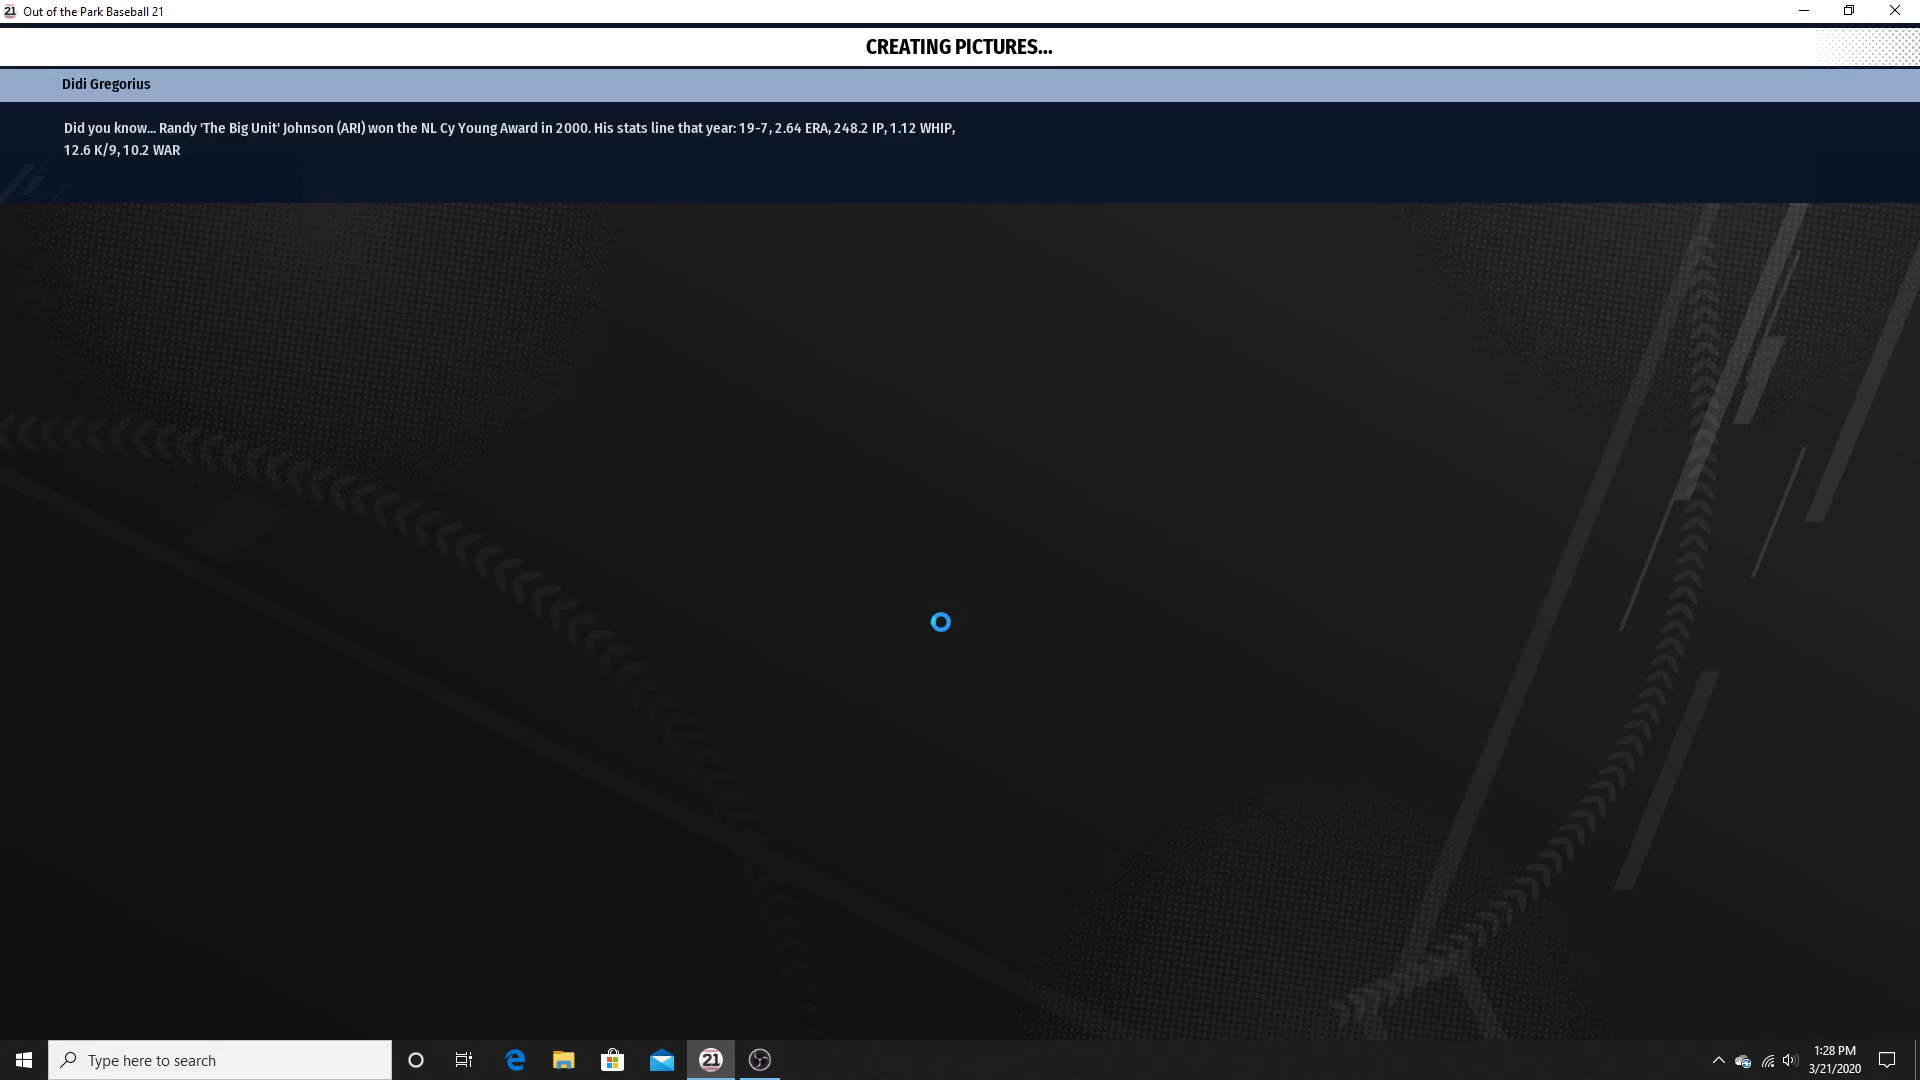 21 Out of the Park Baseball 21
CREATING PICTURES...
Didi Gregorius
Did you know... Randy 'The Big Unit' Johnson (ARI) won the NL Cy Young Award in 2000. His stats line that year: 19-7, 2.64 ERA, 248.2 IP, 1.12 WHIP,
12.6 K/9, 10.2 WAR
Type here to search
21
1:28 PM
3/21/2020